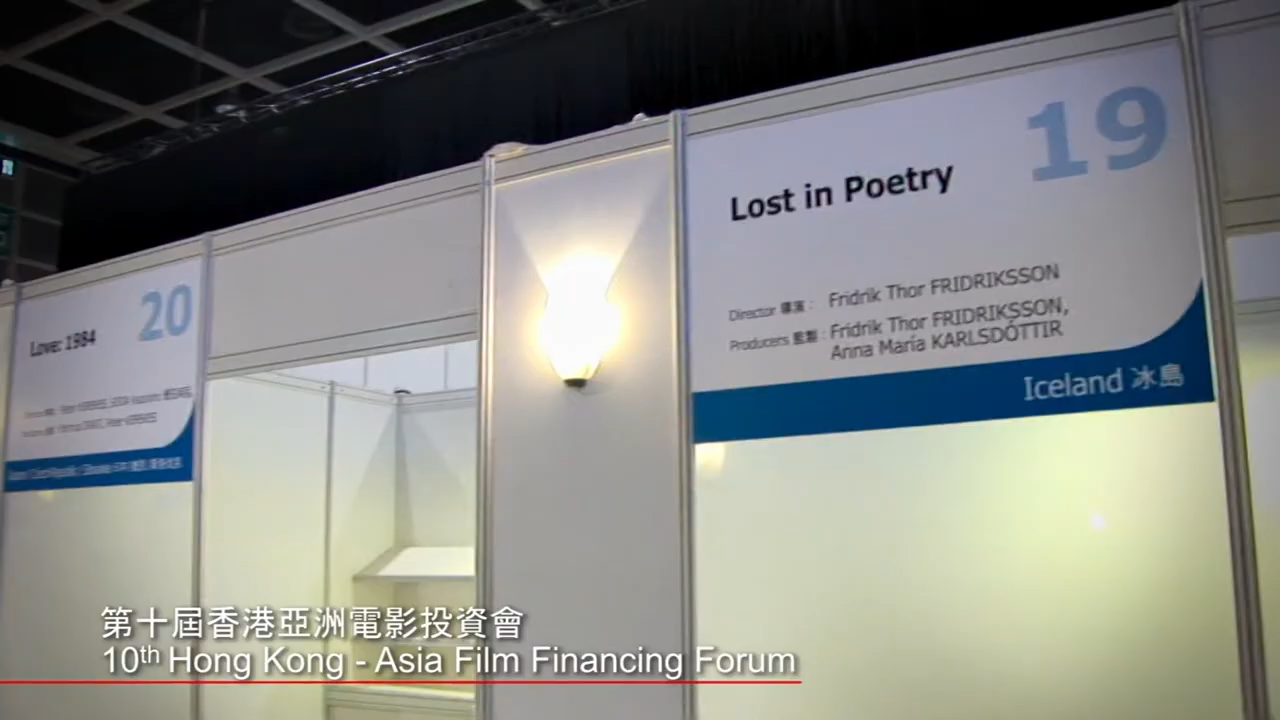 20
Love: 1984
19
Lost in Poetry
Director 導演 : Fridrik Thor FRIDRIKSSON
Producers 監製 : Fridrik Thor FRIDRIKSSON,
Anna María KARLSDÓTTIR
Iceland 冰島
第十屆香港亞洲電影投資會
10th Hong Kong - Asia Film Financing Forum